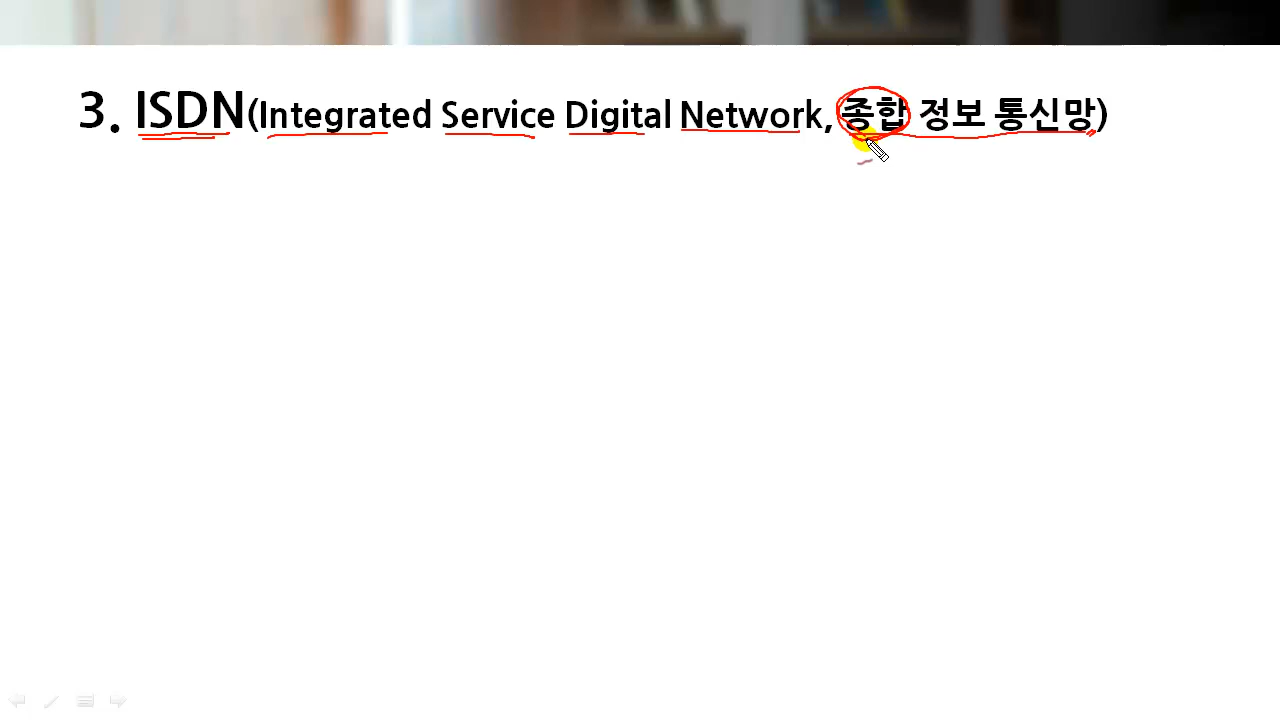 3. ISDN(Integrated Service Digital Network, 종합 정보 통신망)